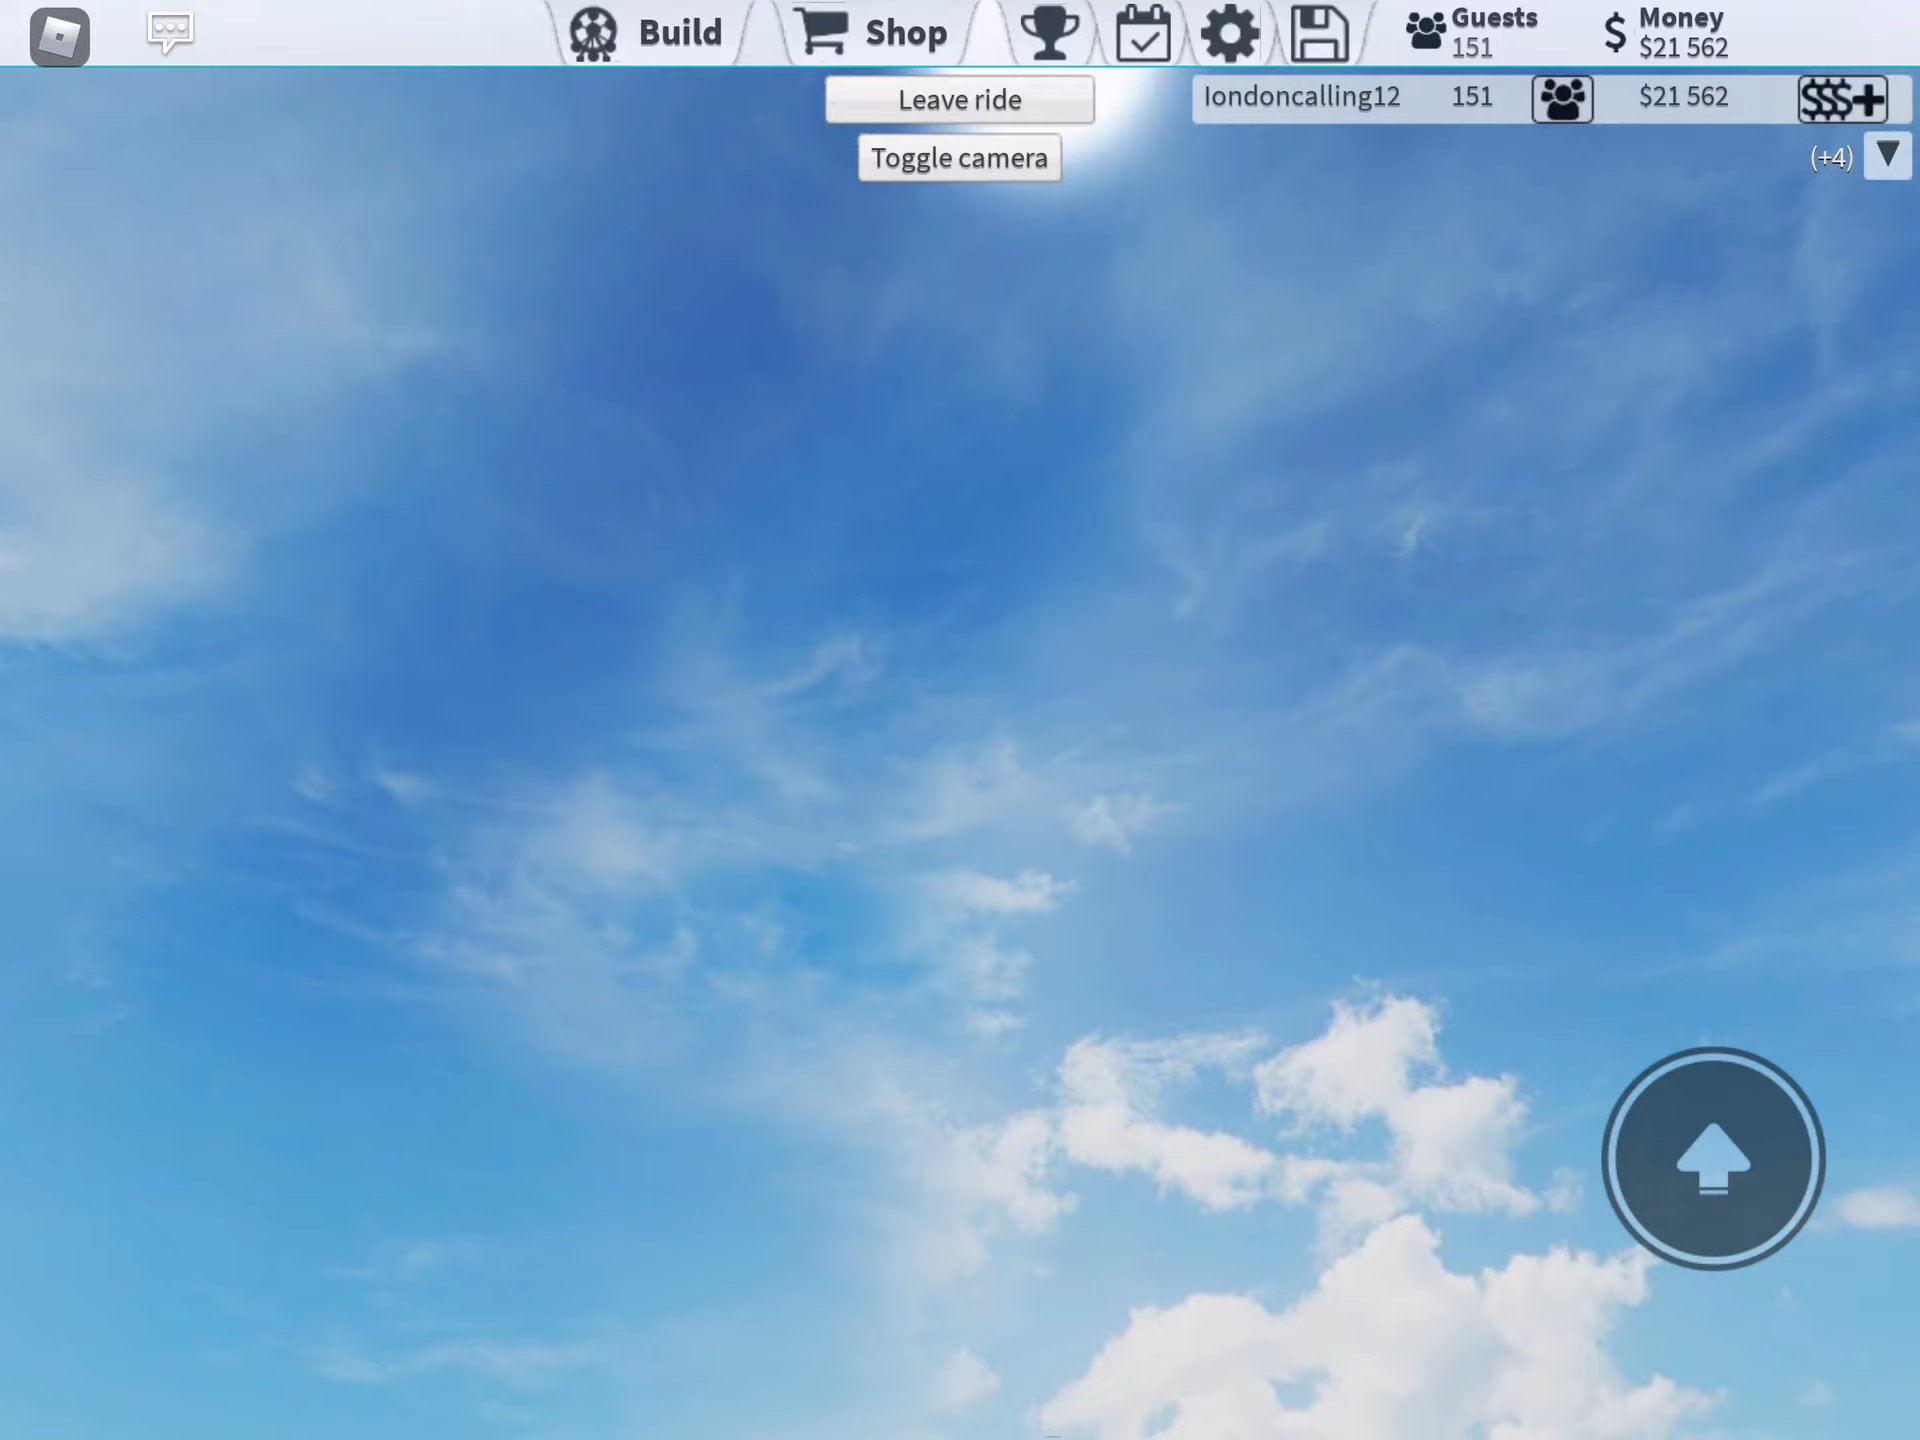 Build
Shop
Guests
151
$ Money
$21 562
Leave ride
londoncalling12 151 $21 562 $$$+
Toggle camera
(+4)